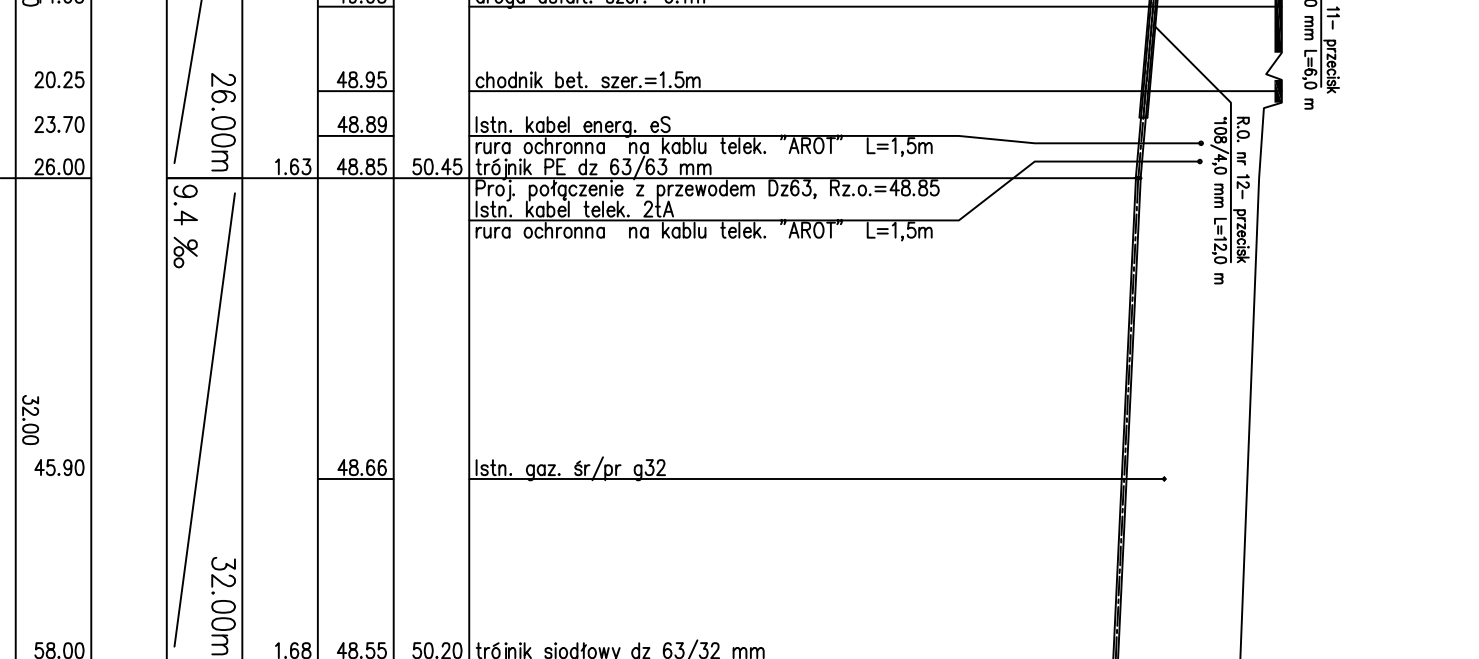 20.25 48.95 chodnik bet. szer.=1.5m
23.70 48.89 Istn. kabel energ. eS
rura ochronna na kablu telek. "AROT" L=1,5m
26.00 1.63 48.85 50.45 trójnik PE dz 63/63 mm
Proj. połączenie z przewodem Dz63, Rz.o.=48.85
Istn. kabel telek. 2tA
rura ochronna na kablu telek. "AROT" L=1,5m
45.90 48.66 Istn. gaz. śr/pr g32
58.00 1.68 48.55 50.20 trójnik siodłowy dz 63/32 mm
32.00
26.00m
9.4 ‰
32.00m
11- przecisk
0 mm L=6,0 m
R.O. nr 12- przecisk
108/4,0 mm L=12,0 m